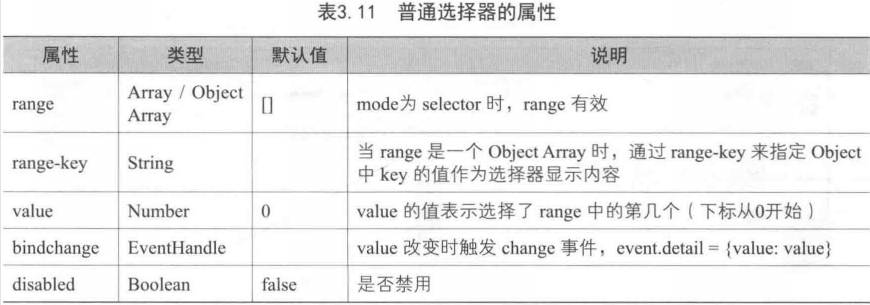 表3.11 普通选择器的属性
属性 类型 默认值 说明
range Array / Object Array [] mode为 selector 时，range 有效
range-key String 当 range 是一个 Object Array 时，通过 range-key 来指定 Object 中 key 的值作为选择器显示内容
value Number 0 value 的值表示选择了 range 中的第几个（下标从0开始）
bindchange EventHandle value 改变时触发 change 事件，event.detail = {value: value}
disabled Boolean false 是否禁用